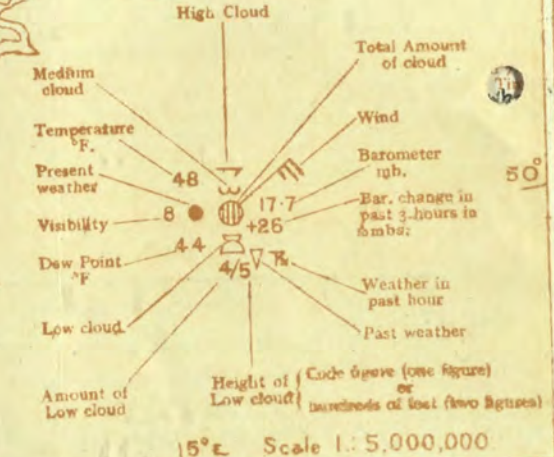 High Cloud
Total Amount
of cloud
Medium
cloud
Wind
Temperature
°F.
Barometer
mb.
50°
Present
weather
48
17·7
Bar. change in
past 3-hours in
Visibility
8
+26
Dew Point
°F
44
4/5
Weather in
past hour
Low cloud
Past weather
Amount of
Low cloud
Height of
Low cloud
Code above (one figure)
or
hundreds of feet (two figures)
15°E Scale 1: 5,000,000